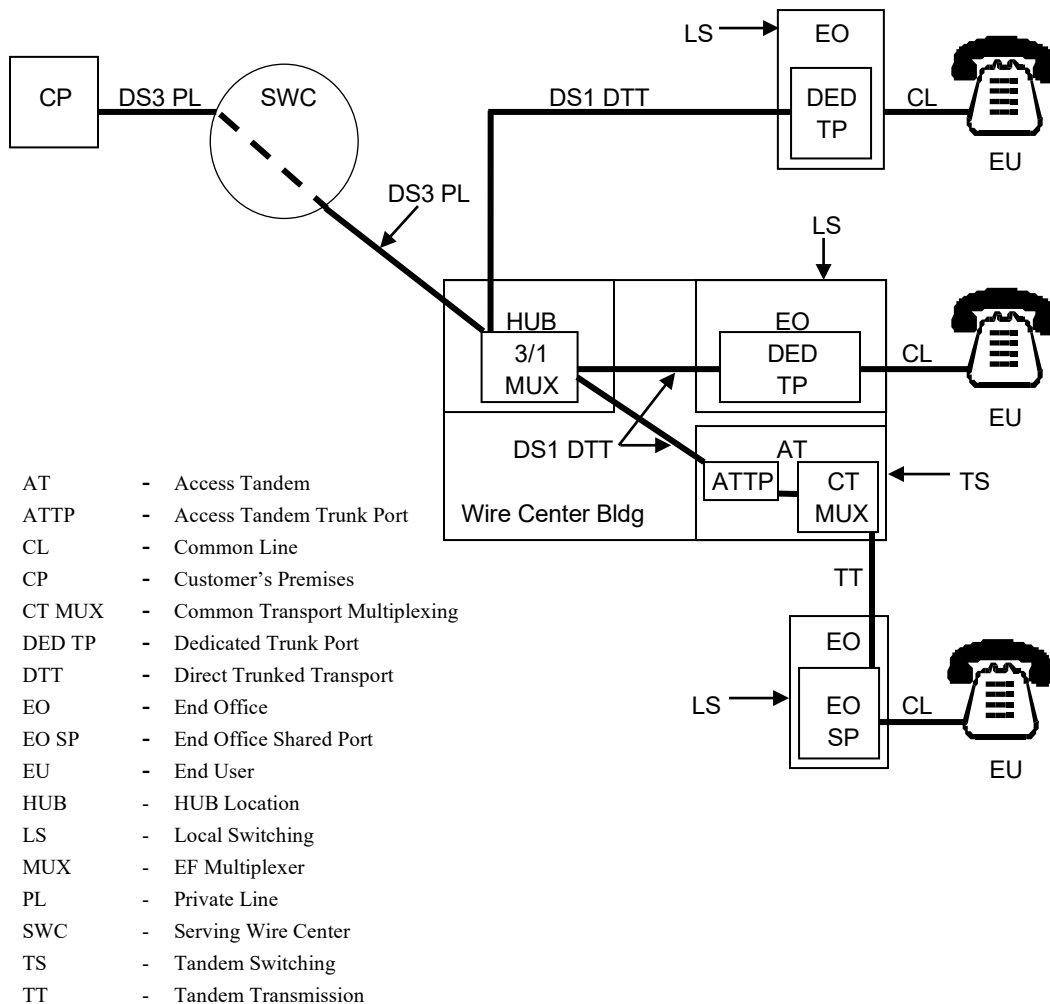 LS
EO
CP
DS3 PL
SWC
DS1 DTT
DED
TP
CL
EU
DS3 PL
LS
HUB
3/1
MUX
EO
DED
TP
CL
EU
DS1 DTT
AT
ATTP
CT
MUX
TS
Wire Center Bldg
TT
EO
LS
EO
SP
CL
EU
AT - Access Tandem
ATTP - Access Tandem Trunk Port
CL - Common Line
CP - Customer’s Premises
CT MUX - Common Transport Multiplexing
DED TP - Dedicated Trunk Port
DTT - Direct Trunked Transport
EO - End Office
EO SP - End Office Shared Port
EU - End User
HUB - HUB Location
LS - Local Switching
MUX - EF Multiplexer
PL - Private Line
SWC - Serving Wire Center
TS - Tandem Switching
TT - Tandem Transmission